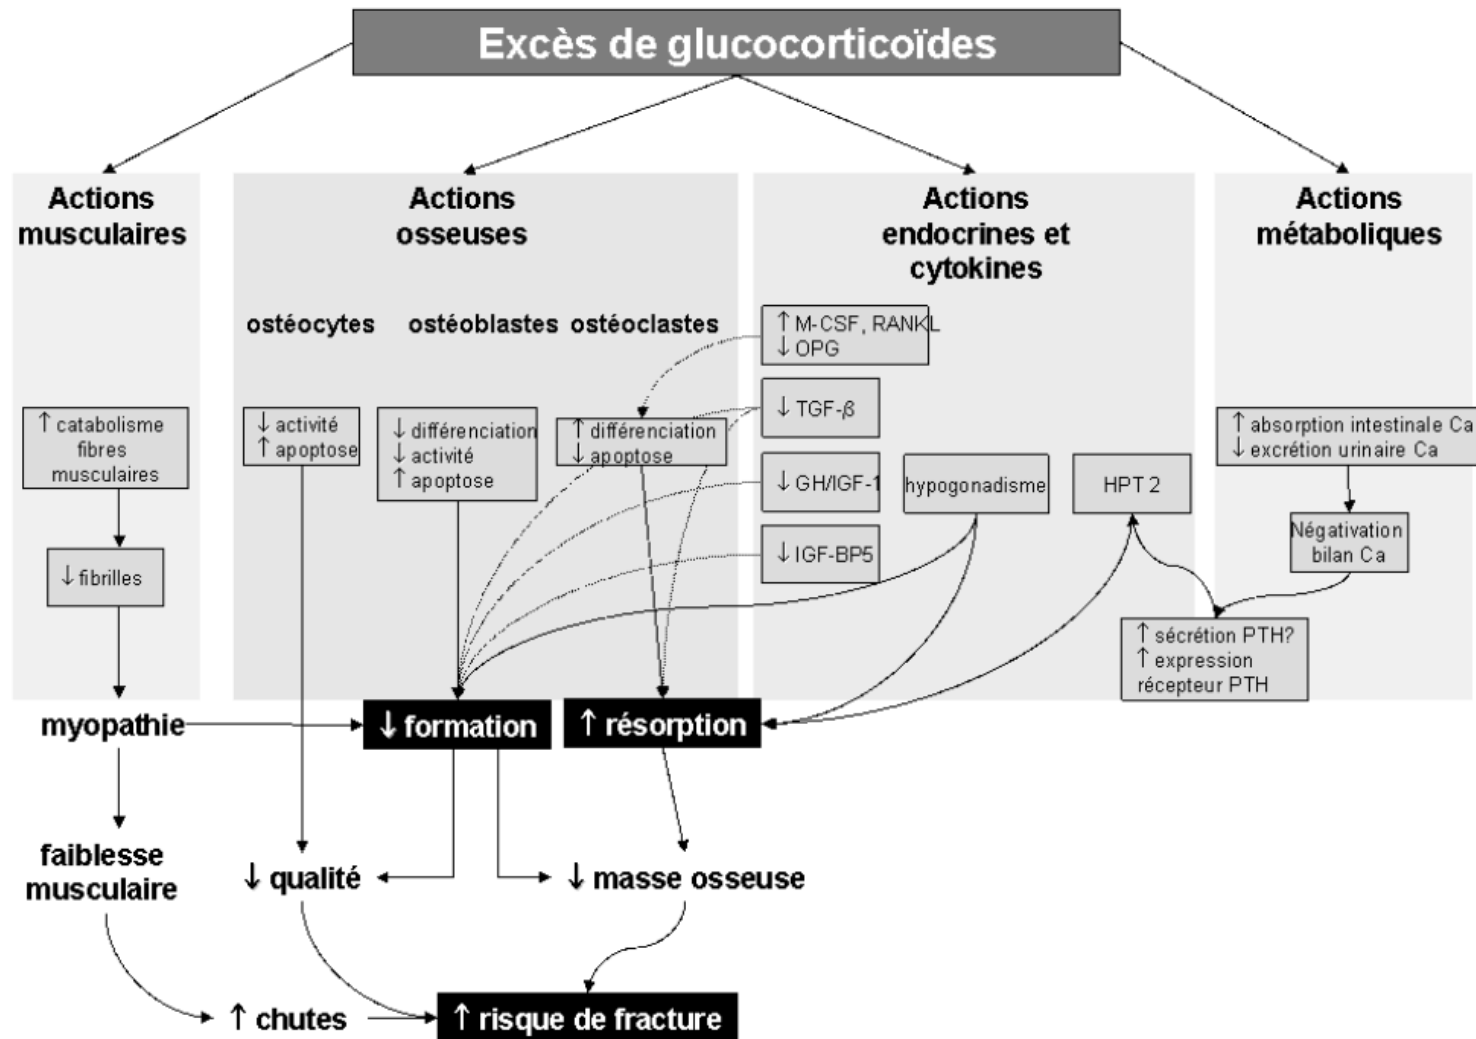 Excès de glucocorticoïdes
Actions
musculaires
Actions
osseuses
Actions
endocrines et
cytokines
Actions
métaboliques
ostéocytes
ostéoblastes
ostéoclastes
↑ M-CSF, RANKL
↓ OPG
↓ TGF-β
↓ GH/IGF-1
↓ IGF-BP5
hypogonadisme
HPT 2
↑ catabolisme
fibres
musculaires
↓ activité
↑ apoptose
↓ différenciation
↓ activité
↑ apoptose
↑ différenciation
↓ apoptose
↑ absorption intestinale Ca
↓ excrétion urinaire Ca
Négativation
bilan Ca
↓ fibrilles
↑ sécrétion PTH?
↑ expression
récepteur PTH
myopathie
↓ formation
↑ résorption
faiblesse
musculaire
↓ qualité
↓ masse osseuse
↑ chutes
↑ risque de fracture